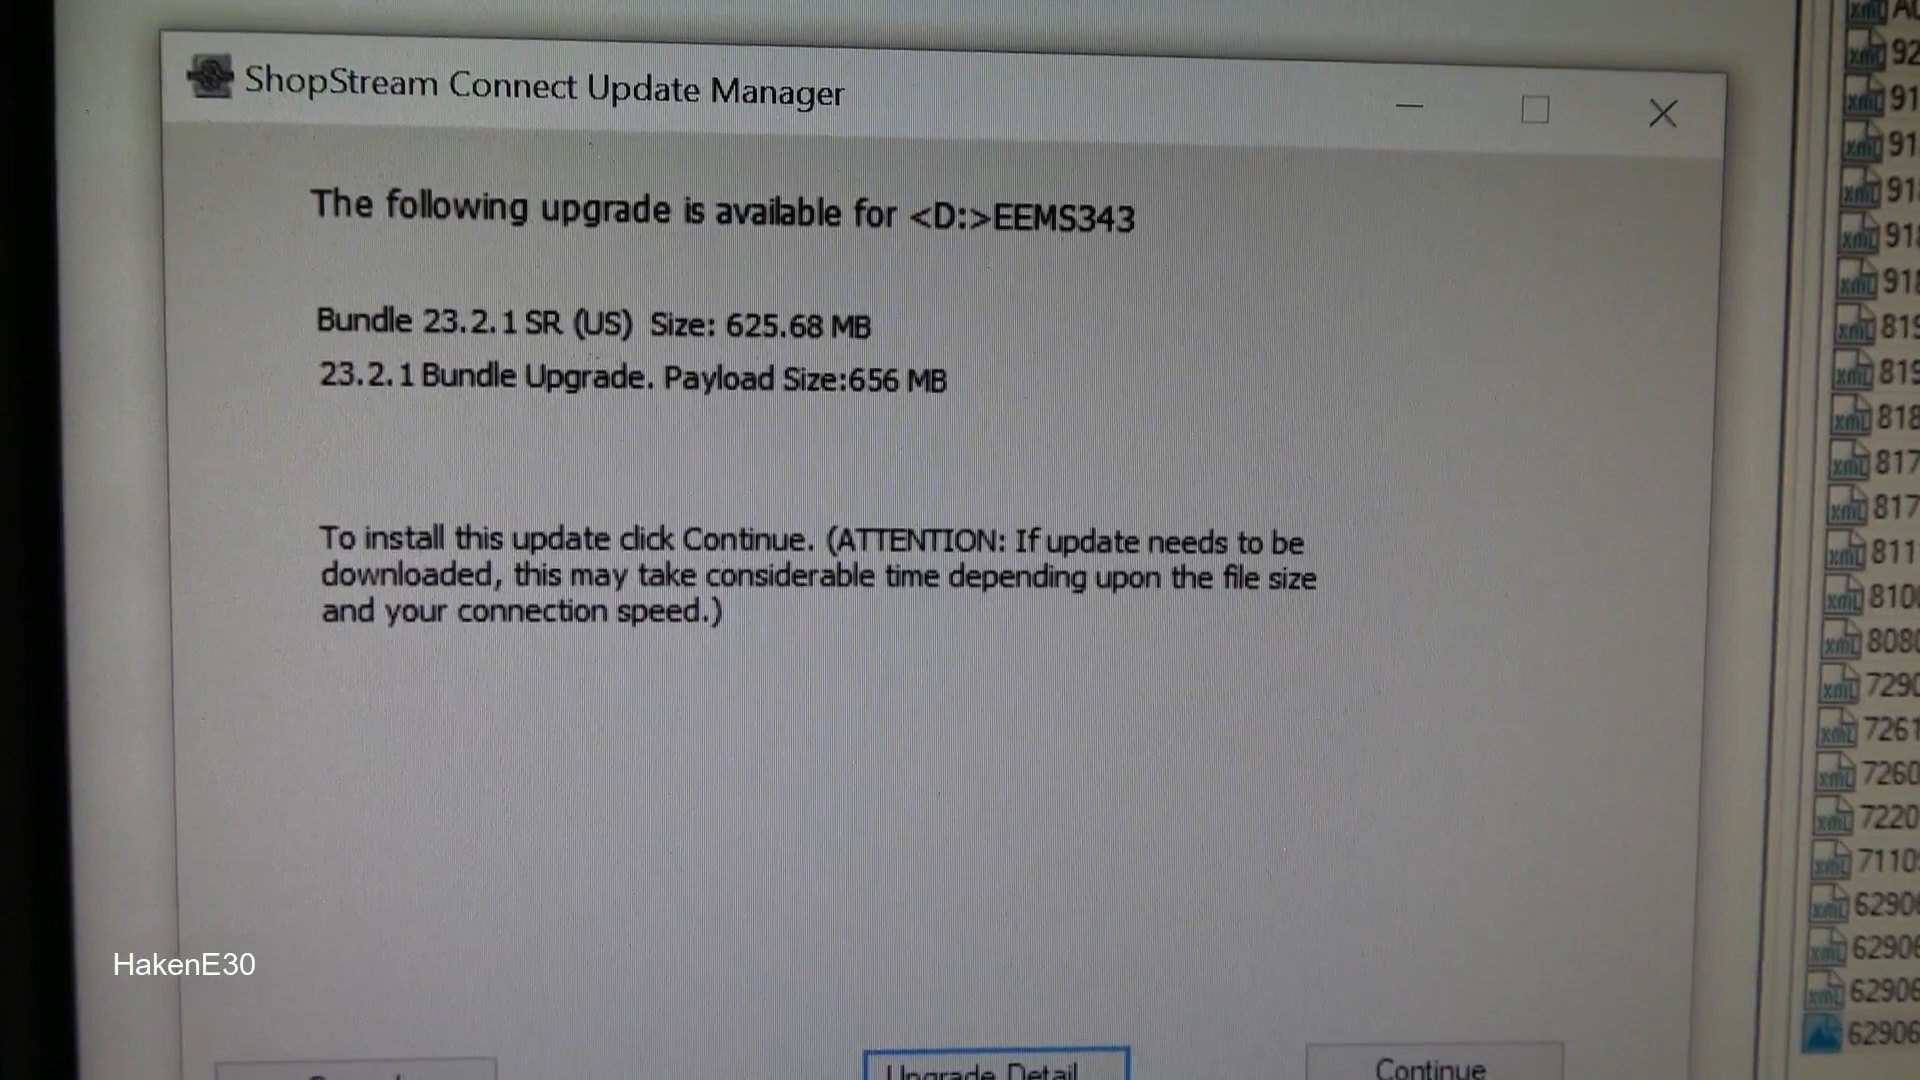 ShopStream Connect Update Manager
The following upgrade is available for <D:>EEMS343
Bundle 23.2.1 SR (US) Size: 625.68 MB
23.2.1 Bundle Upgrade. Payload Size:656 MB
To install this update click Continue. (ATTENTION: If update needs to be
downloaded, this may take considerable time depending upon the file size
and your connection speed.)
HakenE30
Upgrade Detail
Continue